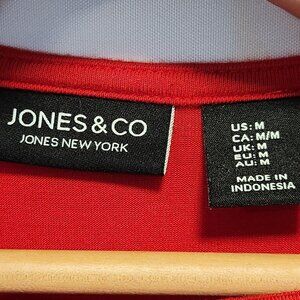 JONES & CO
JONES NEW YORK
US: M
CA: M/M
UK: M
EU: M
AU: M
MADE IN
INDONESIA